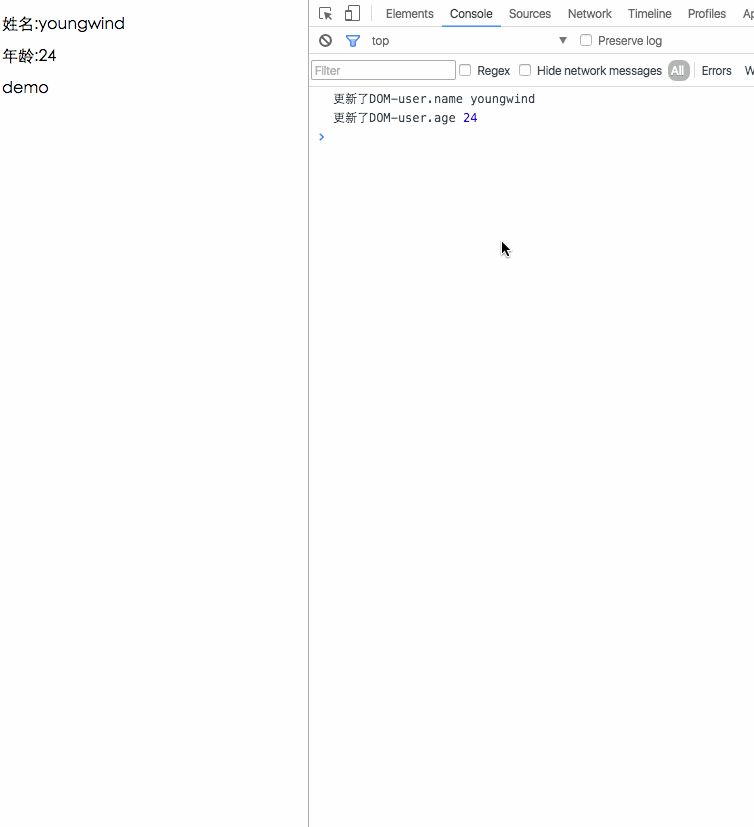 姓名:youngwind
年龄:24
demo
Elements Console Sources Network Timeline Profiles Ap
top ▼ Preserve log
Filter Regex Hide network messages All Errors W
更新了DOM-user.name youngwind
更新了DOM-user.age 24
>